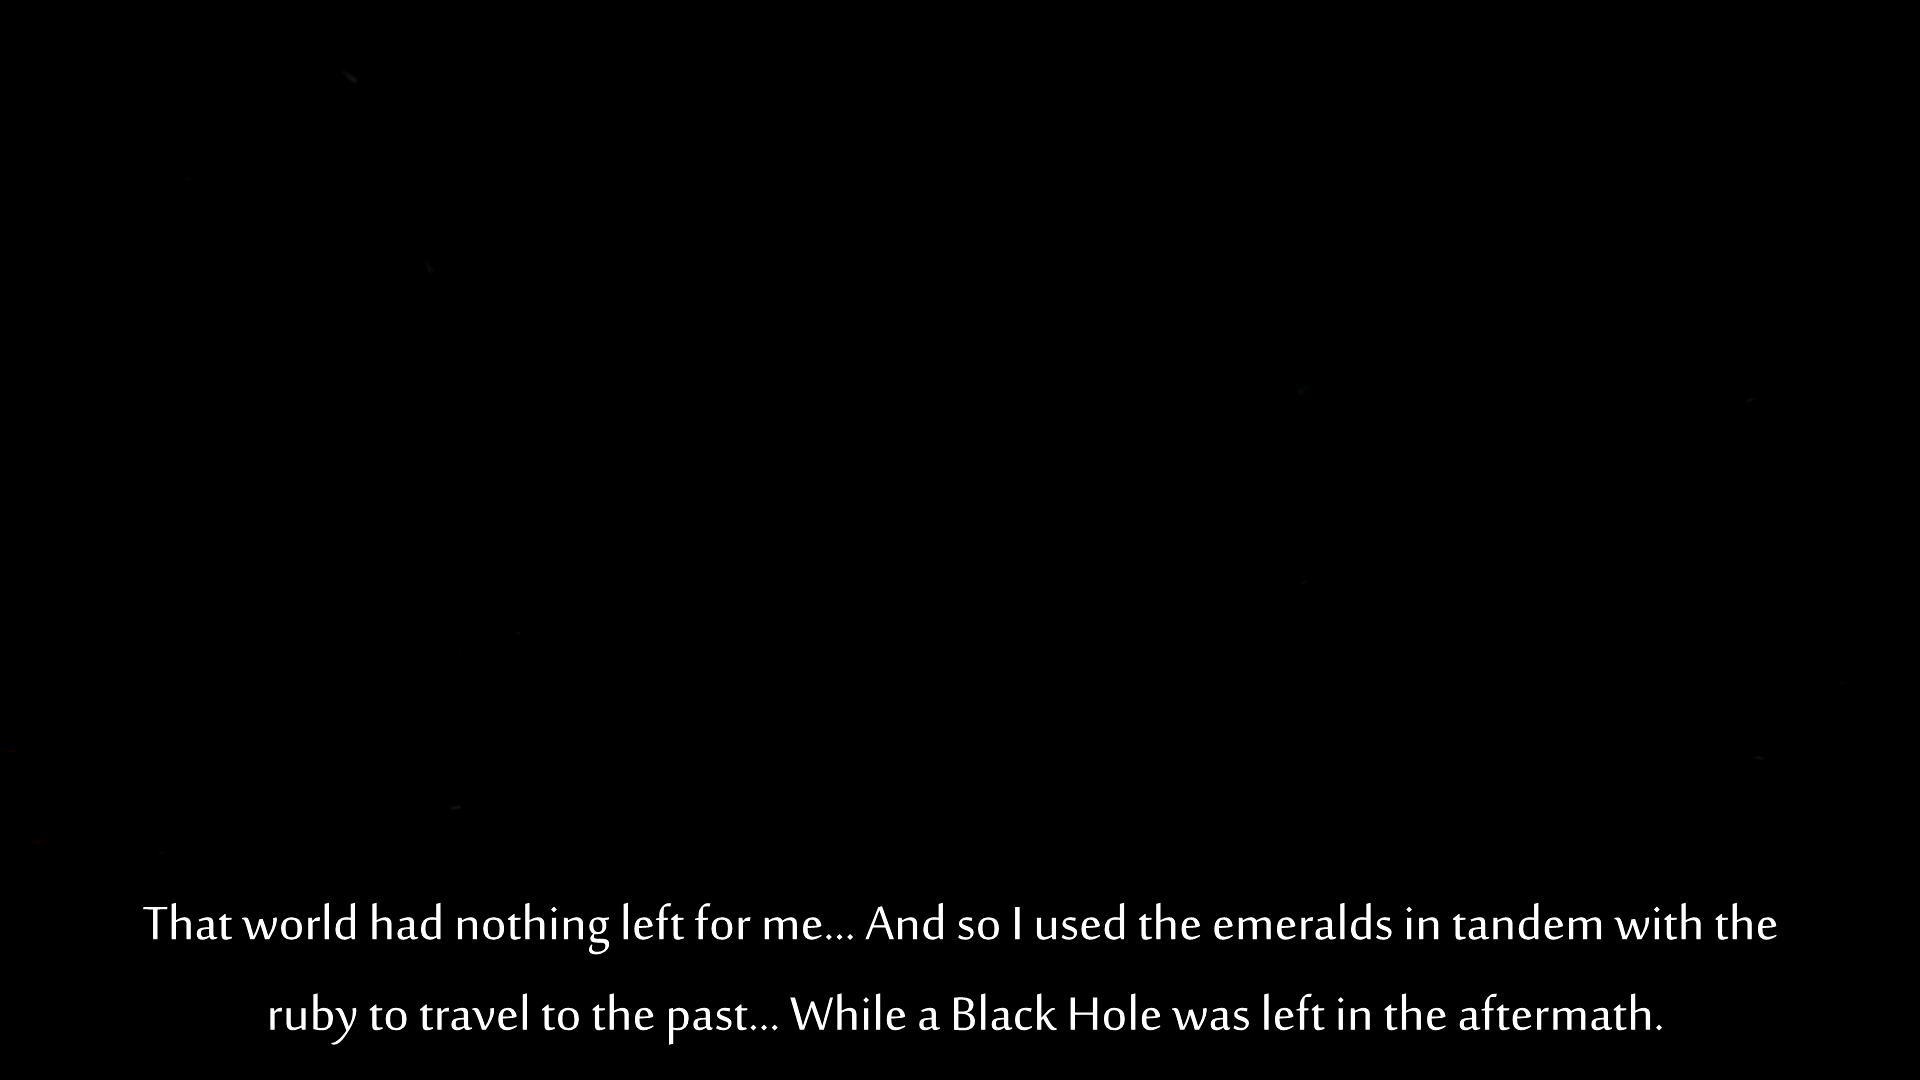 That world had nothing left for me... And so I used the emeralds in tandem with the
ruby to travel to the past... While a Black Hole was left in the aftermath.